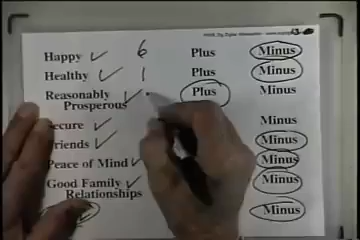 Happy ✓ 6 Plus Minus
Healthy ✓ 1 Plus Minus
Reasonably ✓ Plus Minus
Prosperous
Secure ✓ Minus
Friends ✓ Minus
Peace of Mind ✓ Minus
Good Family ✓ Minus
Relationships
Minus